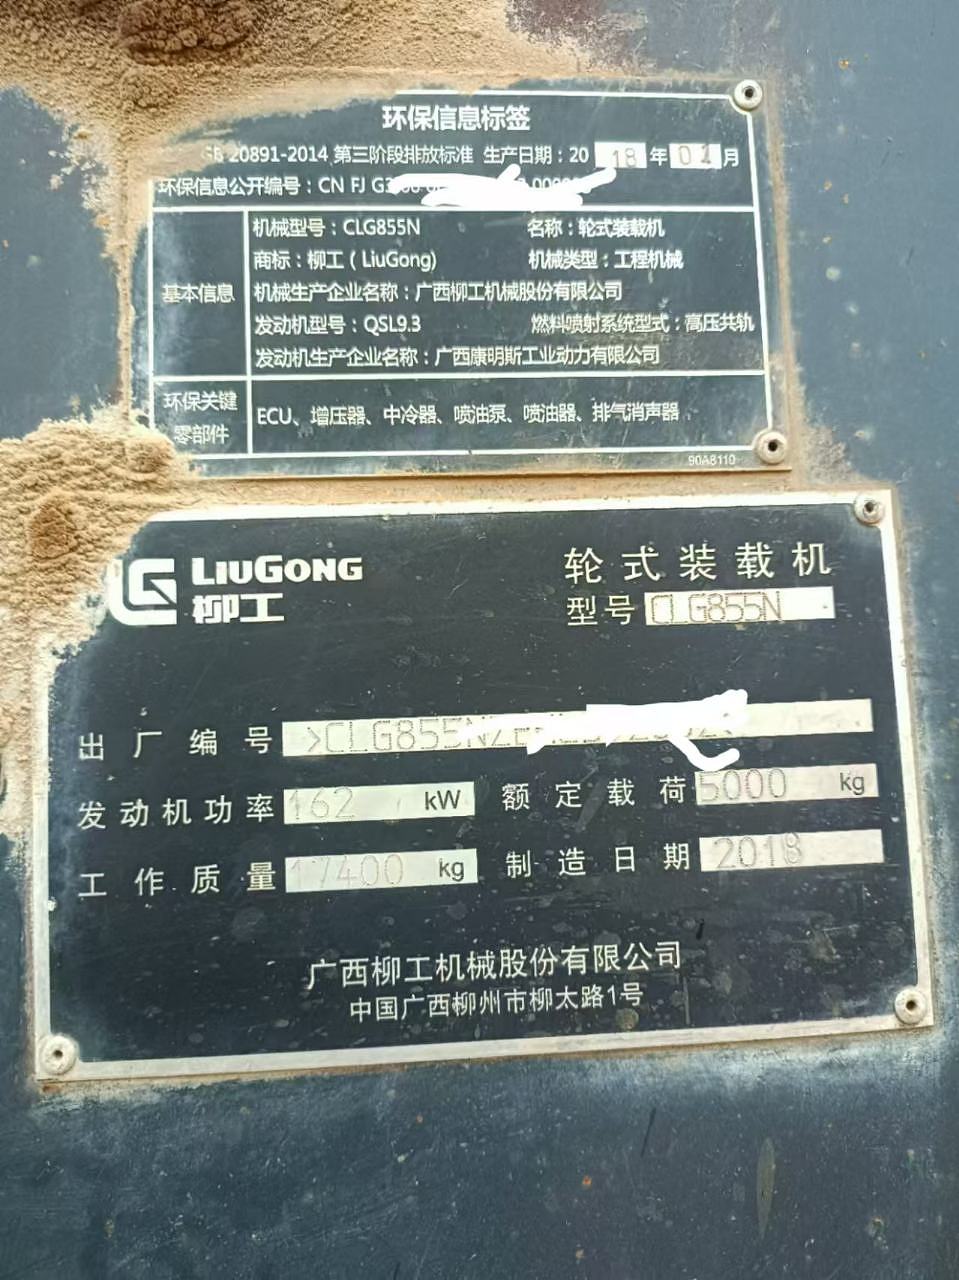 环保信息标签
GB 20891-2014 第三阶段排放标准 生产日期：2018年01月
环保信息公开编号：CN FJ G3
机械型号：CLG855N 名称：轮式装载机
商标：柳工（LiuGong) 机械类型：工程机械
基本信息 机械生产企业名称：广西柳工机械股份有限公司
发动机型号：QSL9.3 燃料喷射系统型式：高压共轨
发动机生产企业名称：广西康明斯工业动力有限公司
环保关键
零部件
ECU、增压器、中冷器、喷油泵、喷油器、排气消声器
90A8110
LIUGONG
柳工
轮式装载机
型号 CLG855N
出厂编号 >CLG855N
发动机功率 162 kW 额定载荷 5000 kg
工作质量 17400 kg 制造日期 2018
广西柳工机械股份有限公司
中国广西柳州市柳太路1号